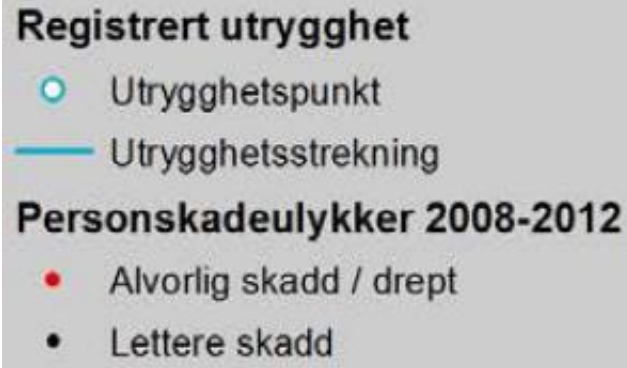 Registrert utrygghet
Utrygghetspunkt
Utrygghetsstrekning
Personskadeulykker 2008-2012
Alvorlig skadd / drept
Lettere skadd